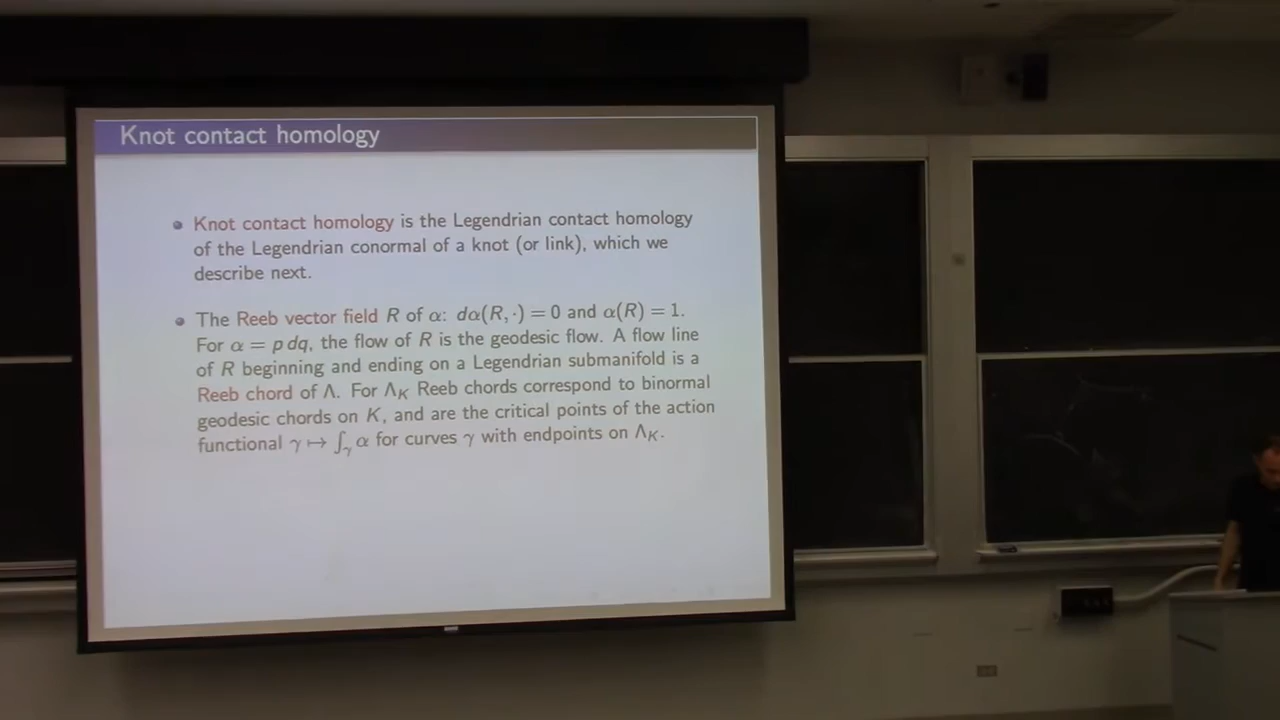 Knot contact homology
Knot contact homology is the Legendrian contact homology
of the Legendrian conormal of a knot (or link), which we
describe next.
The Reeb vector field R of α: dα(R, ·) = 0 and α(R) = 1.
For α = p dq, the flow of R is the geodesic flow. A flow line
of R beginning and ending on a Legendrian submanifold is a
Reeb chord of Λ. For Λ_K Reeb chords correspond to binormal
geodesic chords on K, and are the critical points of the action
functional γ ↦ ∫_γ α for curves γ with endpoints on Λ_K.